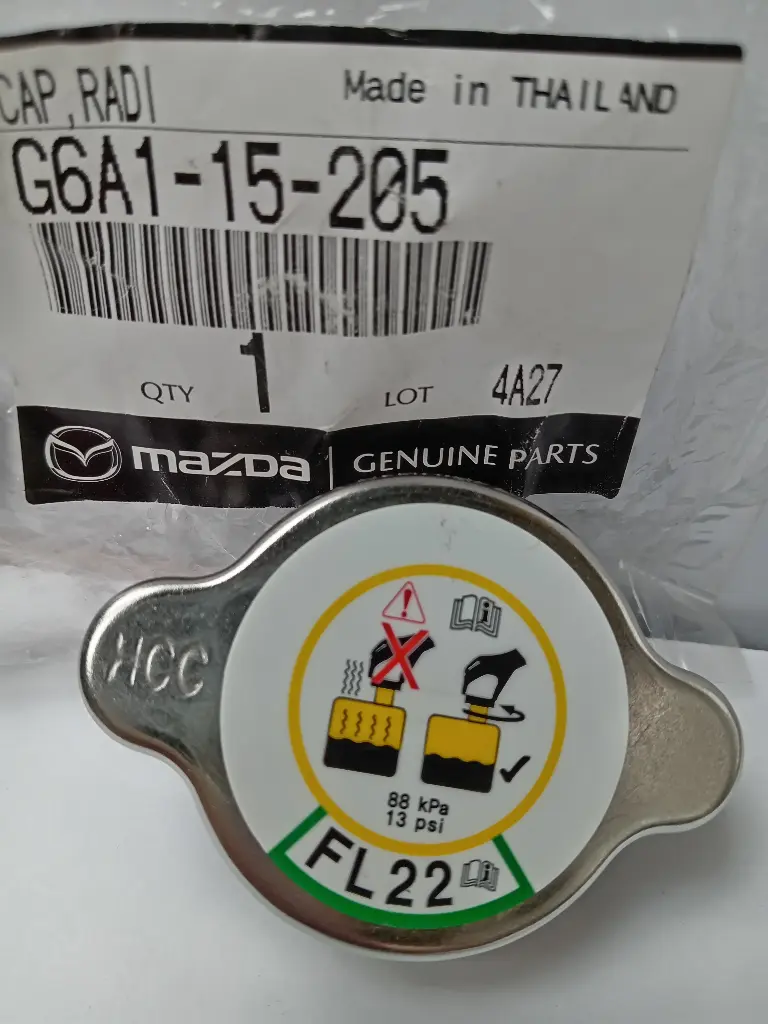 CAP,RADI
Made in THAILAND
G6A1-15-205
QTY 1 LOT 4A27
mazda GENUINE PARTS
HCC
88 kPa
13 psi
FL22